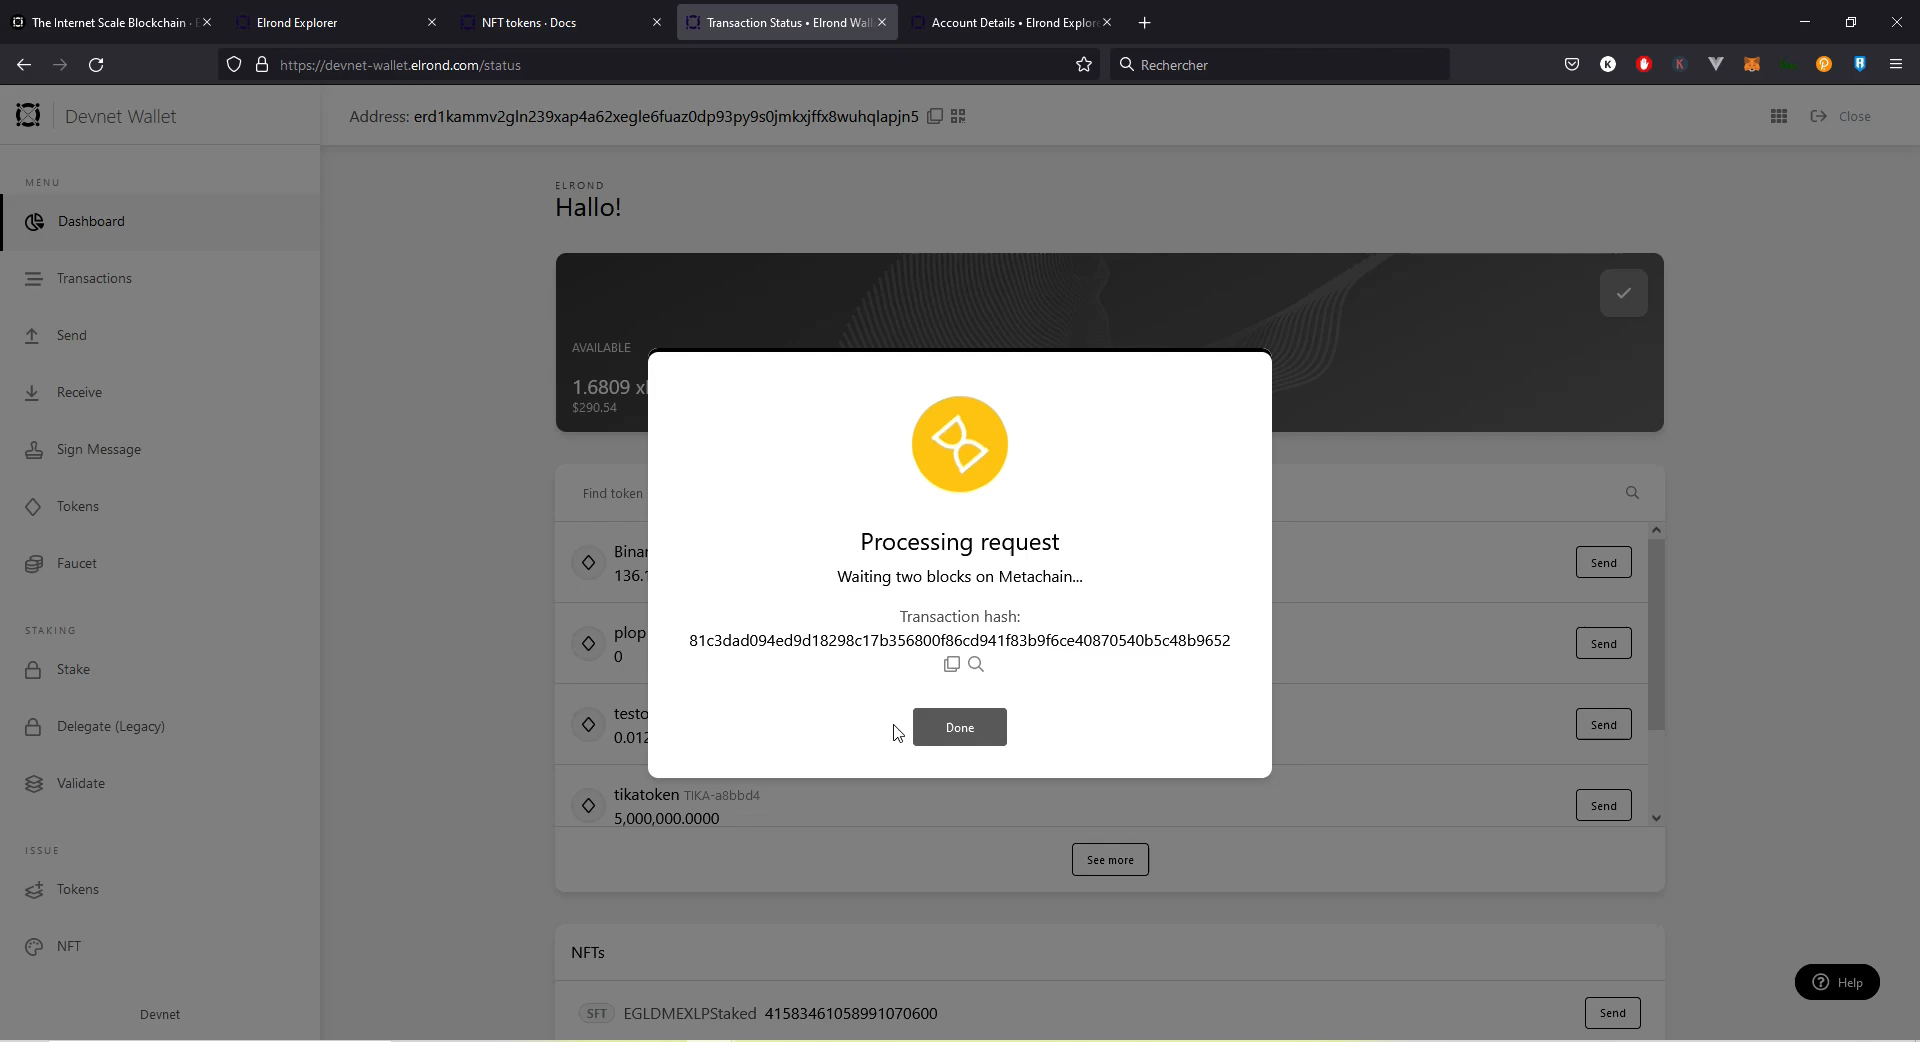 The Internet Scale Blockchain ·
Elrond Explorer
NFT tokens · Docs
Transaction Status • Elrond Wall
Account Details • Elrond Explore
https://devnet-wallet.elrond.com/status
Rechercher
Devnet Wallet
Address: erd1kammv2gln239xap4a62xegle6fuaz0dp93py9s0jmkxjffx8wuhqlapjn5
Close
MENU
Dashboard
Transactions
Send
Receive
Sign Message
Tokens
Faucet
STAKING
Stake
Delegate (Legacy)
Validate
ISSUE
Tokens
NFT
Devnet
ELROND
Hallo!
AVAILABLE
1.6809
$290.54
Processing request
Waiting two blocks on Metachain...
Transaction hash:
81c3dad094ed9d18298c17b356800f86cd941f83b9f6ce40870540b5c48b9652
Done
Find token
Binar
136.1
Send
plop
0
Send
testo
0.012
Send
tikatoken TIKA-a8bbd4
5,000,000.0000
Send
See more
NFTs
SFT EGLDMEXLPStaked 41583461058991070600
Send
Help